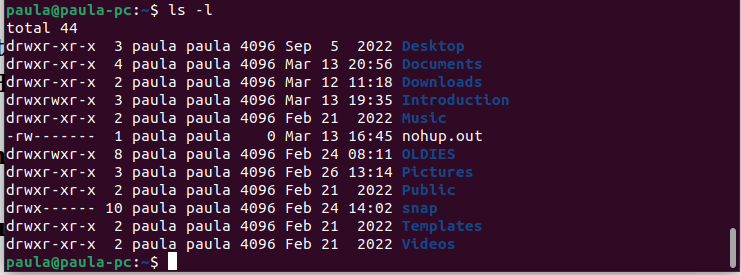 paula@paula-pc:~$ ls -l
total 44
drwxr-xr-x  3 paula paula 4096 Sep  5  2022 Desktop
drwxr-xr-x  4 paula paula 4096 Mar 13 20:56 Documents
drwxr-xr-x  2 paula paula 4096 Mar 12 11:18 Downloads
drwxrwxr-x  3 paula paula 4096 Mar 13 19:35 Introduction
drwxr-xr-x  2 paula paula 4096 Feb 21  2022 Music
-rw-------  1 paula paula    0 Mar 13 16:45 nohup.out
drwxrwxr-x  8 paula paula 4096 Feb 24 08:11 OLDIES
drwxr-xr-x  3 paula paula 4096 Feb 26 13:14 Pictures
drwxr-xr-x  2 paula paula 4096 Feb 21  2022 Public
drwx------ 10 paula paula 4096 Feb 24 14:02 snap
drwxr-xr-x  2 paula paula 4096 Feb 21  2022 Templates
drwxr-xr-x  2 paula paula 4096 Feb 21  2022 Videos
paula@paula-pc:~$